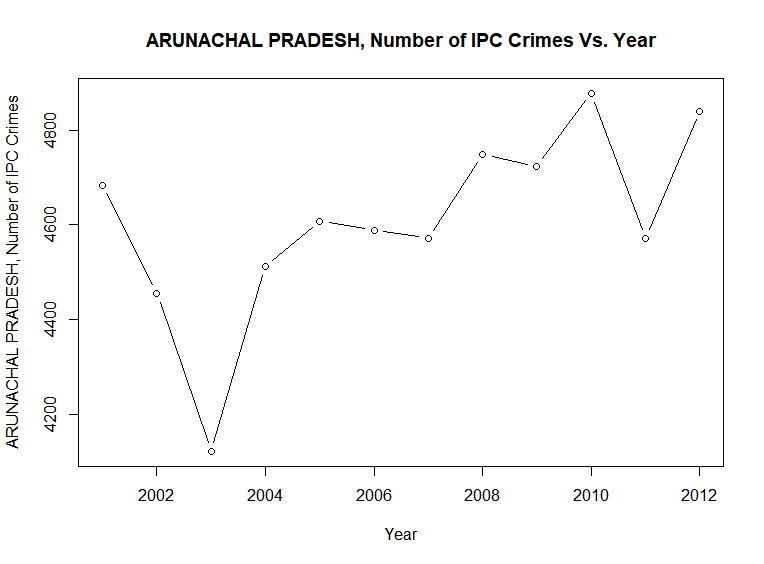 ARUNACHAL PRADESH, Number of IPC Crimes Vs. Year
ARUNACHAL PRADESH, Number of IPC Crimes
4800
4600
4400
4200
2002 2004 2006 2008 2010 2012
Year